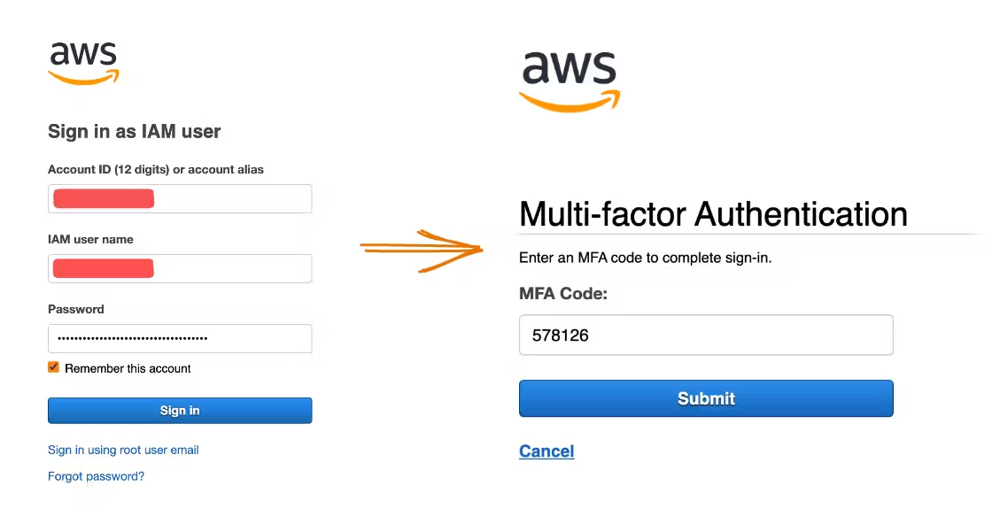 aws
Sign in as IAM user
Account ID (12 digits) or account alias
IAM user name
Password
••••••••••••••••••••••••••••••••••••
Remember this account
Sign in
Sign in using root user email
Forgot password?
aws
Multi-factor Authentication
Enter an MFA code to complete sign-in.
MFA Code:
578126
Submit
Cancel